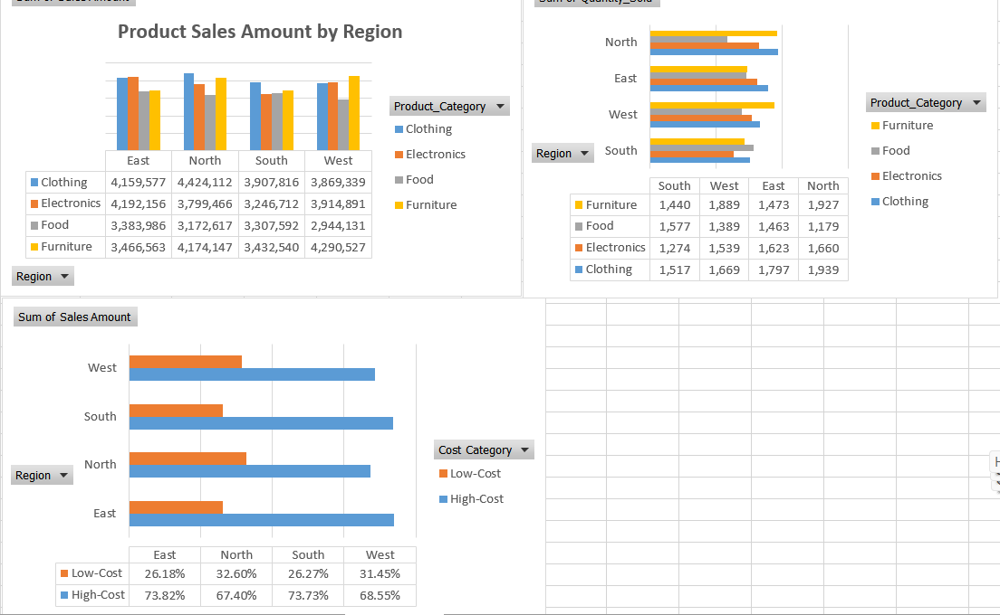 Sum of Sales Amount
Product Sales Amount by Region
Product_Category
Clothing
Electronics
Food
Furniture
East North South West
Clothing 4,159,577 4,424,112 3,907,816 3,869,339
Electronics 4,192,156 3,799,466 3,246,712 3,914,891
Food 3,383,986 3,172,617 3,307,592 2,944,131
Furniture 3,466,563 4,174,147 3,432,540 4,290,527
Region
Sum of Quantity_Sold
North
East
West
South
Region
Product_Category
Furniture
Food
Electronics
Clothing
South West East North
Furniture 1,440 1,889 1,473 1,927
Food 1,577 1,389 1,463 1,179
Electronics 1,274 1,539 1,623 1,660
Clothing 1,517 1,669 1,797 1,939
Sum of Sales Amount
West
South
North
East
Region
Cost Category
Low-Cost
High-Cost
East North South West
Low-Cost 26.18% 32.60% 26.27% 31.45%
High-Cost 73.82% 67.40% 73.73% 68.55%